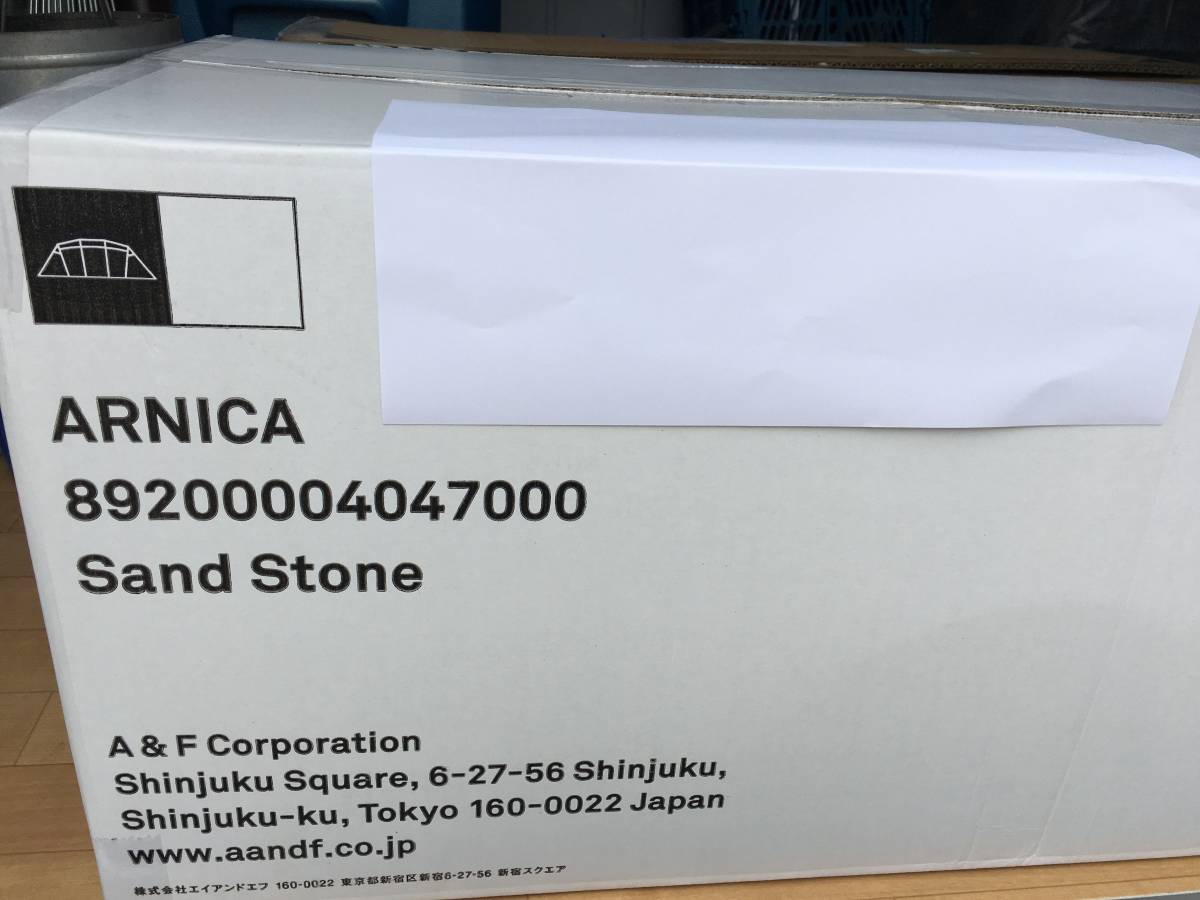 ARNICA
89200004047000
Sand Stone
A & F Corporation
Shinjuku Square, 6-27-56 Shinjuku,
Shinjuku-ku, Tokyo 160-0022 Japan
www.aandf.co.jp
株式会社エイアンドエフ 160-0022 東京都新宿区新宿6-27-56 新宿スクエア